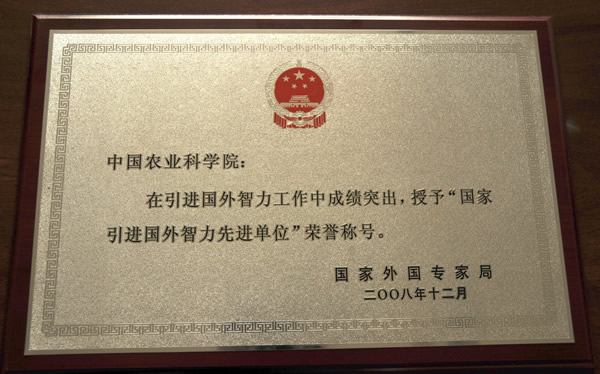 中国农业科学院：
在引进国外智力工作中成绩突出，授予“国家
引进国外智力先进单位”荣誉称号。
国家外国专家局
二〇〇八年十二月